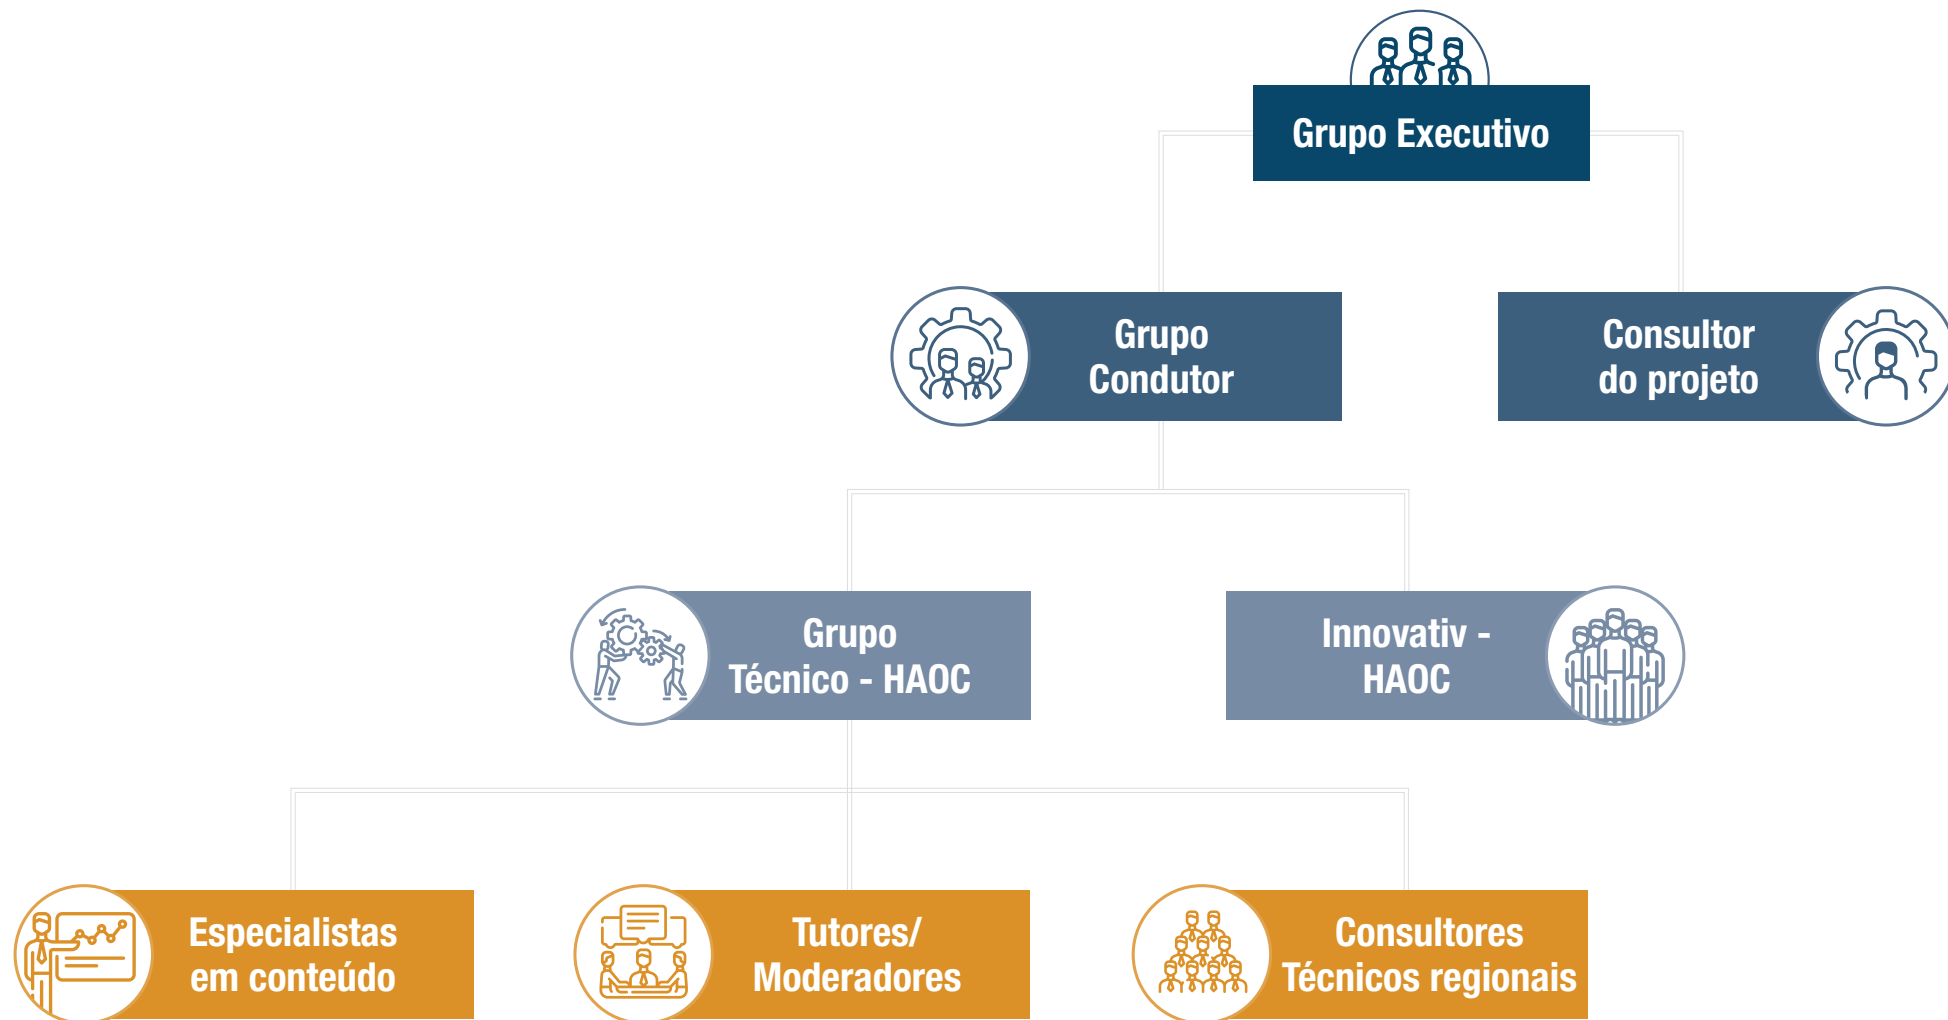 Grupo Executivo
Grupo
Condutor
Consultor
do projeto
Grupo
Técnico - HAOC
Innovativ -
HAOC
Especialistas
em conteúdo
Tutores/
Moderadores
Consultores
Técnicos regionais